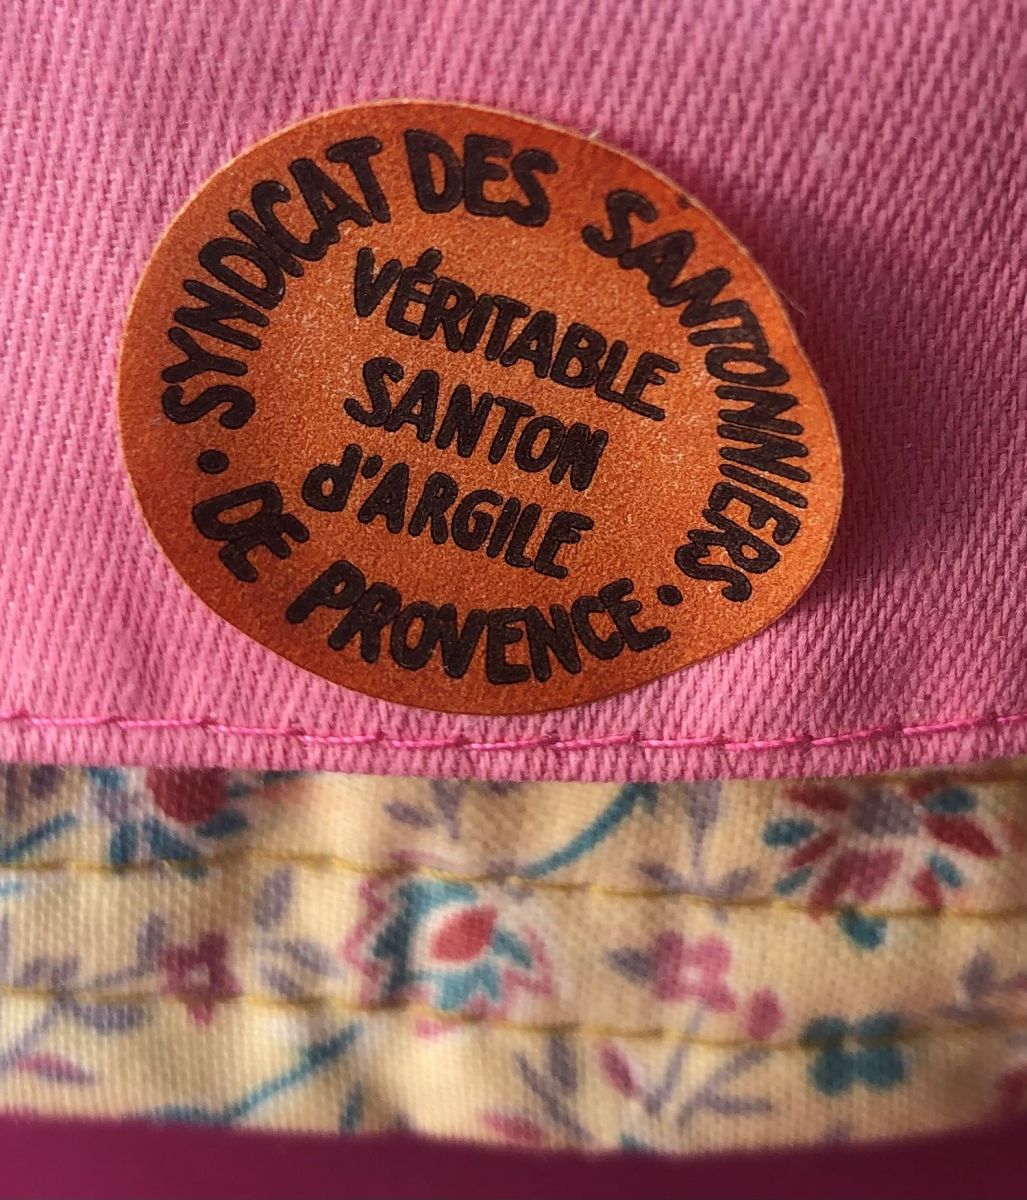 SYNDICAT DES SANTONNIERS
VÉRITABLE
SANTON
d'ARGILE
· DE PROVENCE ·